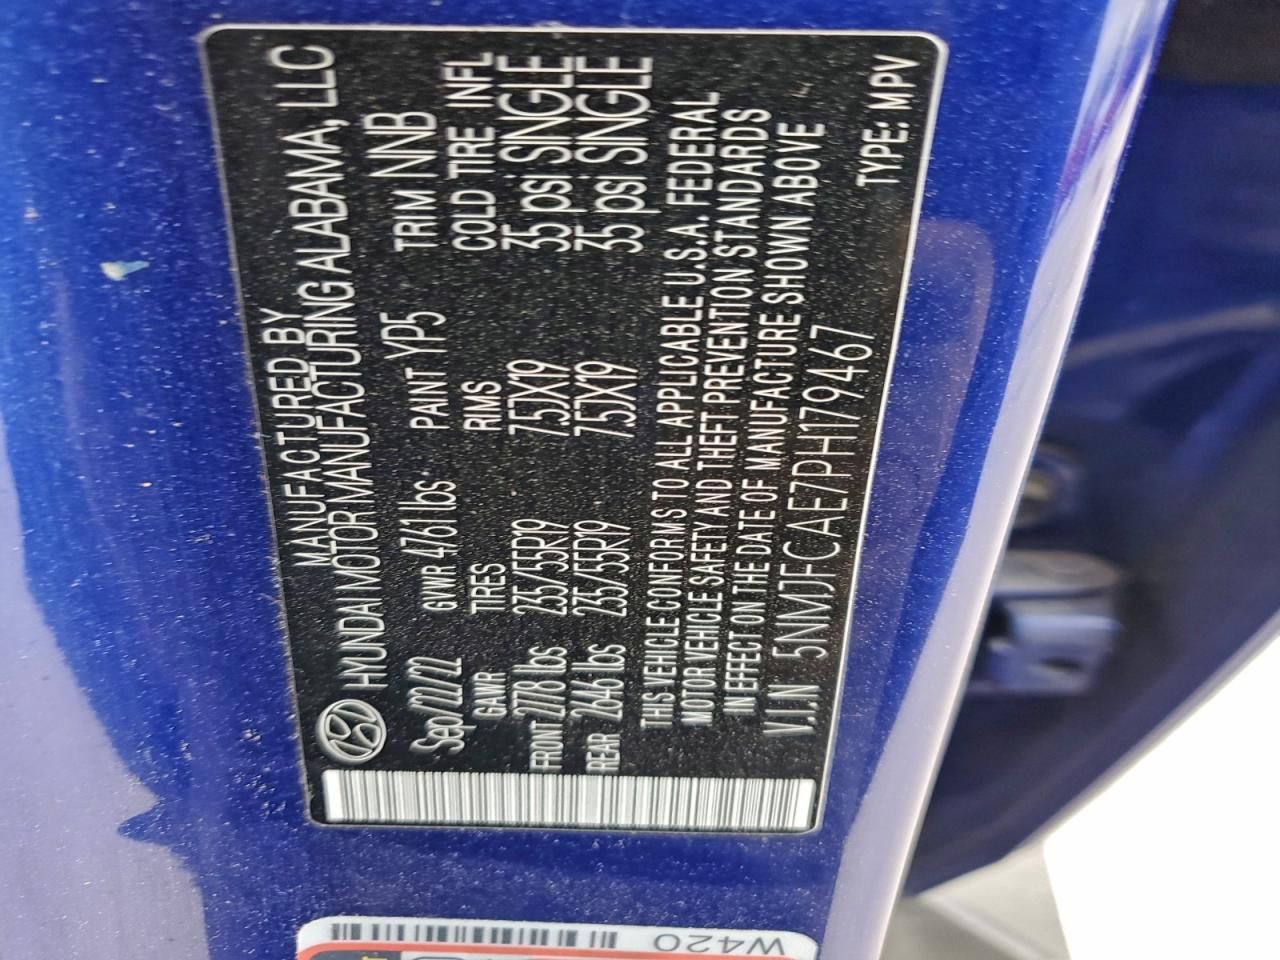 MANUFACTURED BY
HYUNDAI MOTOR MANUFACTURING ALABAMA, LLC
Sep/22/22 GVWR 4761 lbs PAINT YP5 TRIM NNB
GAWR TIRES RIMS COLD TIRE INFL
FRONT 2778 lbs 235/55R19 7.5JX19 35 psi SINGLE
REAR 2646 lbs 235/55R19 7.5JX19 35 psi SINGLE
THIS VEHICLE CONFORMS TO ALL APPLICABLE U.S.A. FEDERAL
MOTOR VEHICLE SAFETY AND THEFT PREVENTION STANDARDS
IN EFFECT ON THE DATE OF MANUFACTURE SHOWN ABOVE
V.I.N 5NMJFCAE7PH179467
TYPE: MPV
W420